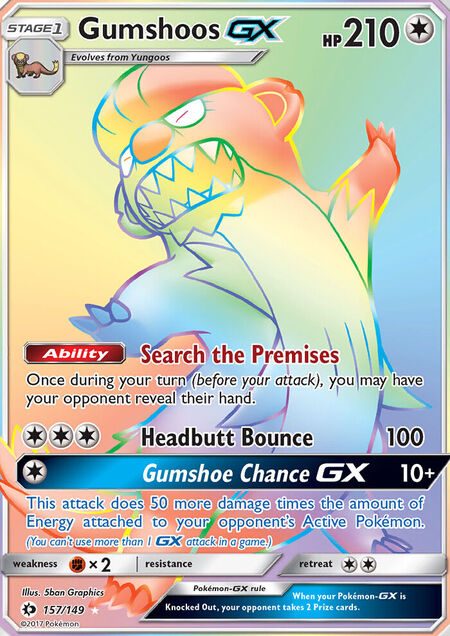 STAGE1 Gumshoos GX HP210
Evolves from Yungoos
Ability Search the Premises
Once during your turn (before your attack), you may have
your opponent reveal their hand.
Headbutt Bounce 100
Gumshoe Chance GX 10+
This attack does 50 more damage times the amount of
Energy attached to your opponent's Active Pokémon.
(You can't use more than 1 GX attack in a game.)
weakness ×2 resistance retreat
Illus. 5ban Graphics
Pokémon-GX rule
157/149
When your Pokémon-GX is
Knocked Out, your opponent takes 2 Prize cards.
©2017 Pokémon